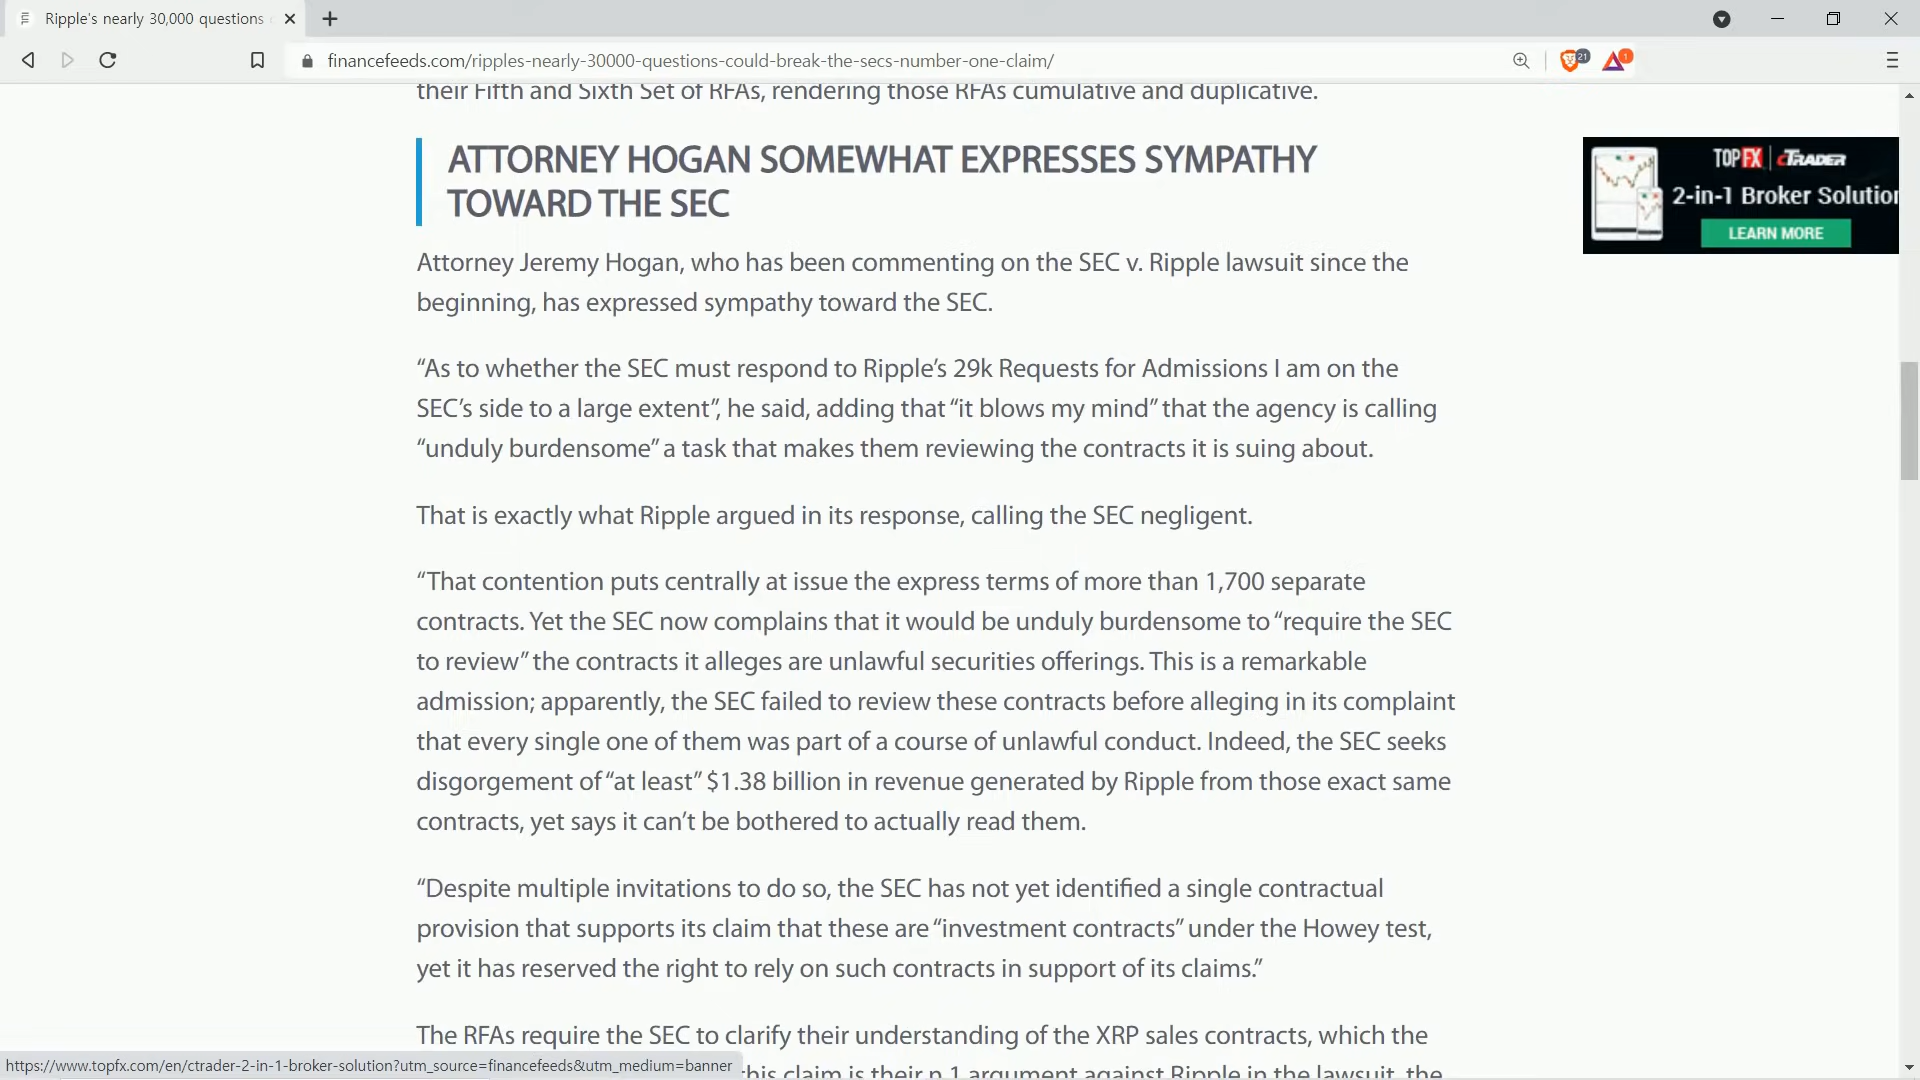 Ripple's nearly 30,000 questions
financefeeds.com/ripples-nearly-30000-questions-could-break-the-secs-number-one-claim/
21
1
their Fifth and Sixth Set of RFAs, rendering those RFAs cumulative and duplicative.
ATTORNEY HOGAN SOMEWHAT EXPRESSES SYMPATHY
TOWARD THE SEC
TOPFX | cTRADER
2-in-1 Broker Solution
LEARN MORE
Attorney Jeremy Hogan, who has been commenting on the SEC v. Ripple lawsuit since the
beginning, has expressed sympathy toward the SEC.
“As to whether the SEC must respond to Ripple’s 29k Requests for Admissions I am on the
SEC’s side to a large extent”, he said, adding that “it blows my mind” that the agency is calling
“unduly burdensome” a task that makes them reviewing the contracts it is suing about.
That is exactly what Ripple argued in its response, calling the SEC negligent.
“That contention puts centrally at issue the express terms of more than 1,700 separate
contracts. Yet the SEC now complains that it would be unduly burdensome to “require the SEC
to review” the contracts it alleges are unlawful securities offerings. This is a remarkable
admission; apparently, the SEC failed to review these contracts before alleging in its complaint
that every single one of them was part of a course of unlawful conduct. Indeed, the SEC seeks
disgorgement of “at least” $1.38 billion in revenue generated by Ripple from those exact same
contracts, yet says it can’t be bothered to actually read them.
“Despite multiple invitations to do so, the SEC has not yet identified a single contractual
provision that supports its claim that these are “investment contracts” under the Howey test,
yet it has reserved the right to rely on such contracts in support of its claims.”
The RFAs require the SEC to clarify their understanding of the XRP sales contracts, which the
https://www.topfx.com/en/ctrader-2-in-1-broker-solution?utm_source=financefeeds&utm_medium=banner
this claim is their n.1 argument against Ripple in the lawsuit, the